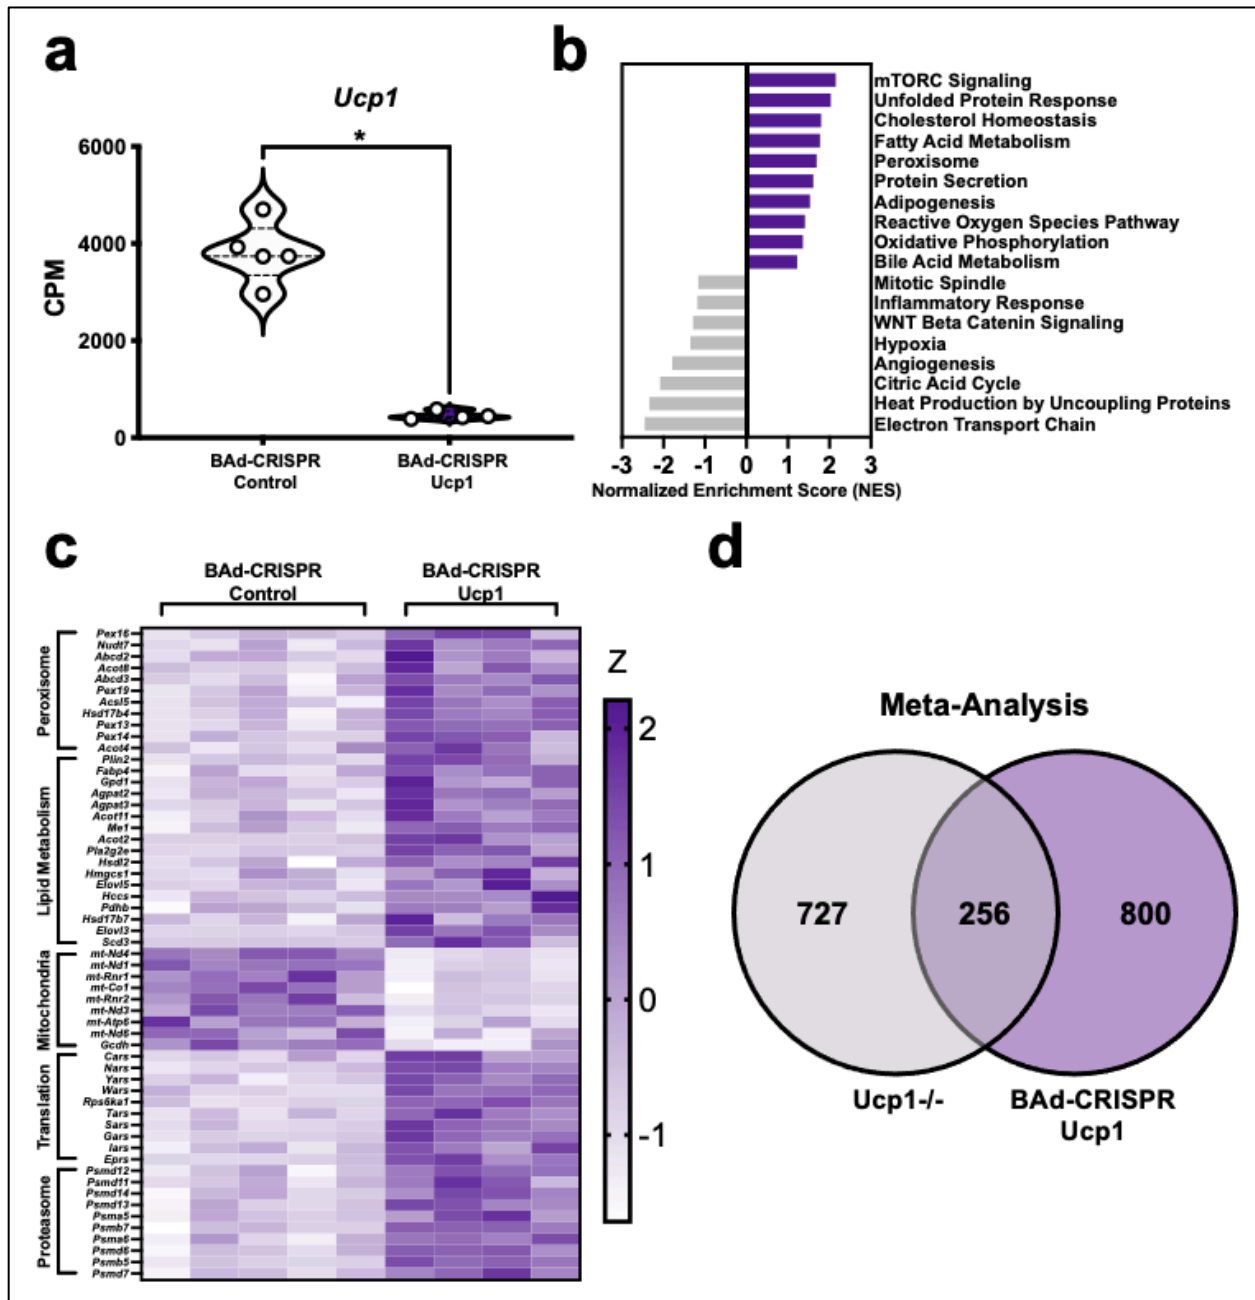 a
Ucp1
*
6000
4000
2000
0
CPM
BAd-CRISPR
Control
BAd-CRISPR
Ucp1
b
mTORC Signaling
Unfolded Protein Response
Cholesterol Homeostasis
Fatty Acid Metabolism
Peroxisome
Protein Secretion
Adipogenesis
Reactive Oxygen Species Pathway
Oxidative Phosphorylation
Bile Acid Metabolism
Mitotic Spindle
Inflammatory Response
WNT Beta Catenin Signaling
Hypoxia
Angiogenesis
Citric Acid Cycle
Heat Production by Uncoupling Proteins
Electron Transport Chain
-3 -2 -1 0 1 2 3
Normalized Enrichment Score (NES)
c
BAd-CRISPR
Control
BAd-CRISPR
Ucp1
Peroxisome
Pex16
Nudt7
Abcd2
Acot8
Abcd3
Pex19
Acsl5
Hsd17b4
Pex13
Pex14
Acot4
Lipid Metabolism
Plin2
Fabp4
Gpd1
Agpat2
Agpat3
Acot11
Me1
Acot2
Pla2g2e
Hsdl2
Hmgcs1
Elovl5
Hccs
Pdhb
Hsd17b7
Elovl3
Scd3
Mitochondria
mt-Nd4
mt-Nd1
mt-Rnr1
mt-Co1
mt-Rnr2
mt-Nd3
mt-Atp6
mt-Nd6
Gcdh
Translation
Cars
Nars
Yars
Wars
Rps6ka1
Tars
Sars
Gars
Iars
Eprs
Proteasome
Psmd12
Psmd11
Psmd14
Psmd13
Psma5
Psmb7
Psma6
Psmd6
Psmb5
Psmd7
Z
2
1
0
-1
d
Meta-Analysis
727
256
800
Ucp1-/-
BAd-CRISPR
Ucp1